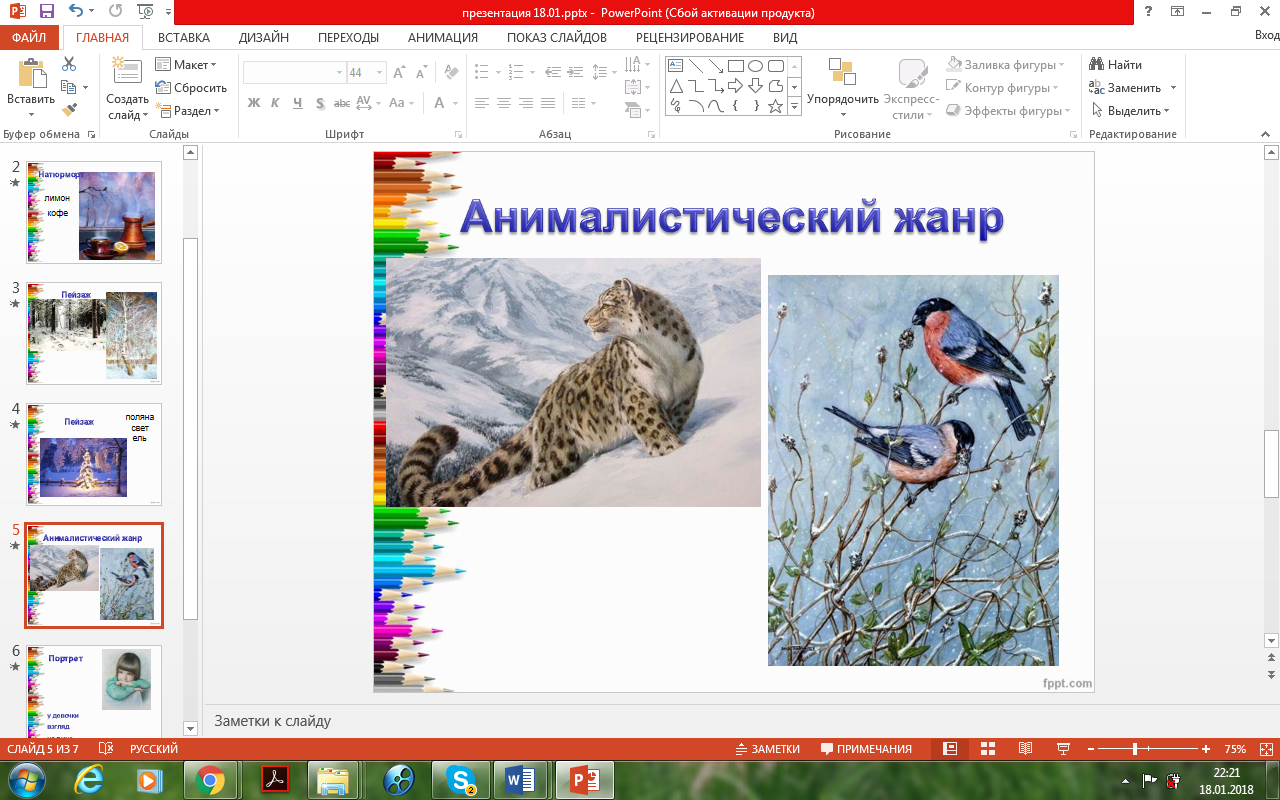 презентация 18.01.pptx - PowerPoint (Сбой активации продукта)
ФАЙЛ ГЛАВНАЯ ВСТАВКА ДИЗАЙН ПЕРЕХОДЫ АНИМАЦИЯ ПОКАЗ СЛАЙДОВ РЕЦЕНЗИРОВАНИЕ ВИД Вход
Вставить
Буфер обмена
Создать слайд
Макет
Сбросить
Раздел
Слайды
44
Ж К Ч S abc AV Aa A
Шрифт
Абзац
Упорядочить
Экспресс-стили
Заливка фигуры
Контур фигуры
Эффекты фигуры
Рисование
Найти
Заменить
Выделить
Редактирование
2
Натюрморт
лимон
кофе
3
Пейзаж
4
Пейзаж
поляна
свет
ель
5
Анималистический жанр
6
Портрет
у девочки
взгляд
Анималистический жанр
fppt.com
Заметки к слайду
СЛАЙД 5 ИЗ 7 РУССКИЙ ЗАМЕТКИ ПРИМЕЧАНИЯ 75%
2
22:21
18.01.2018